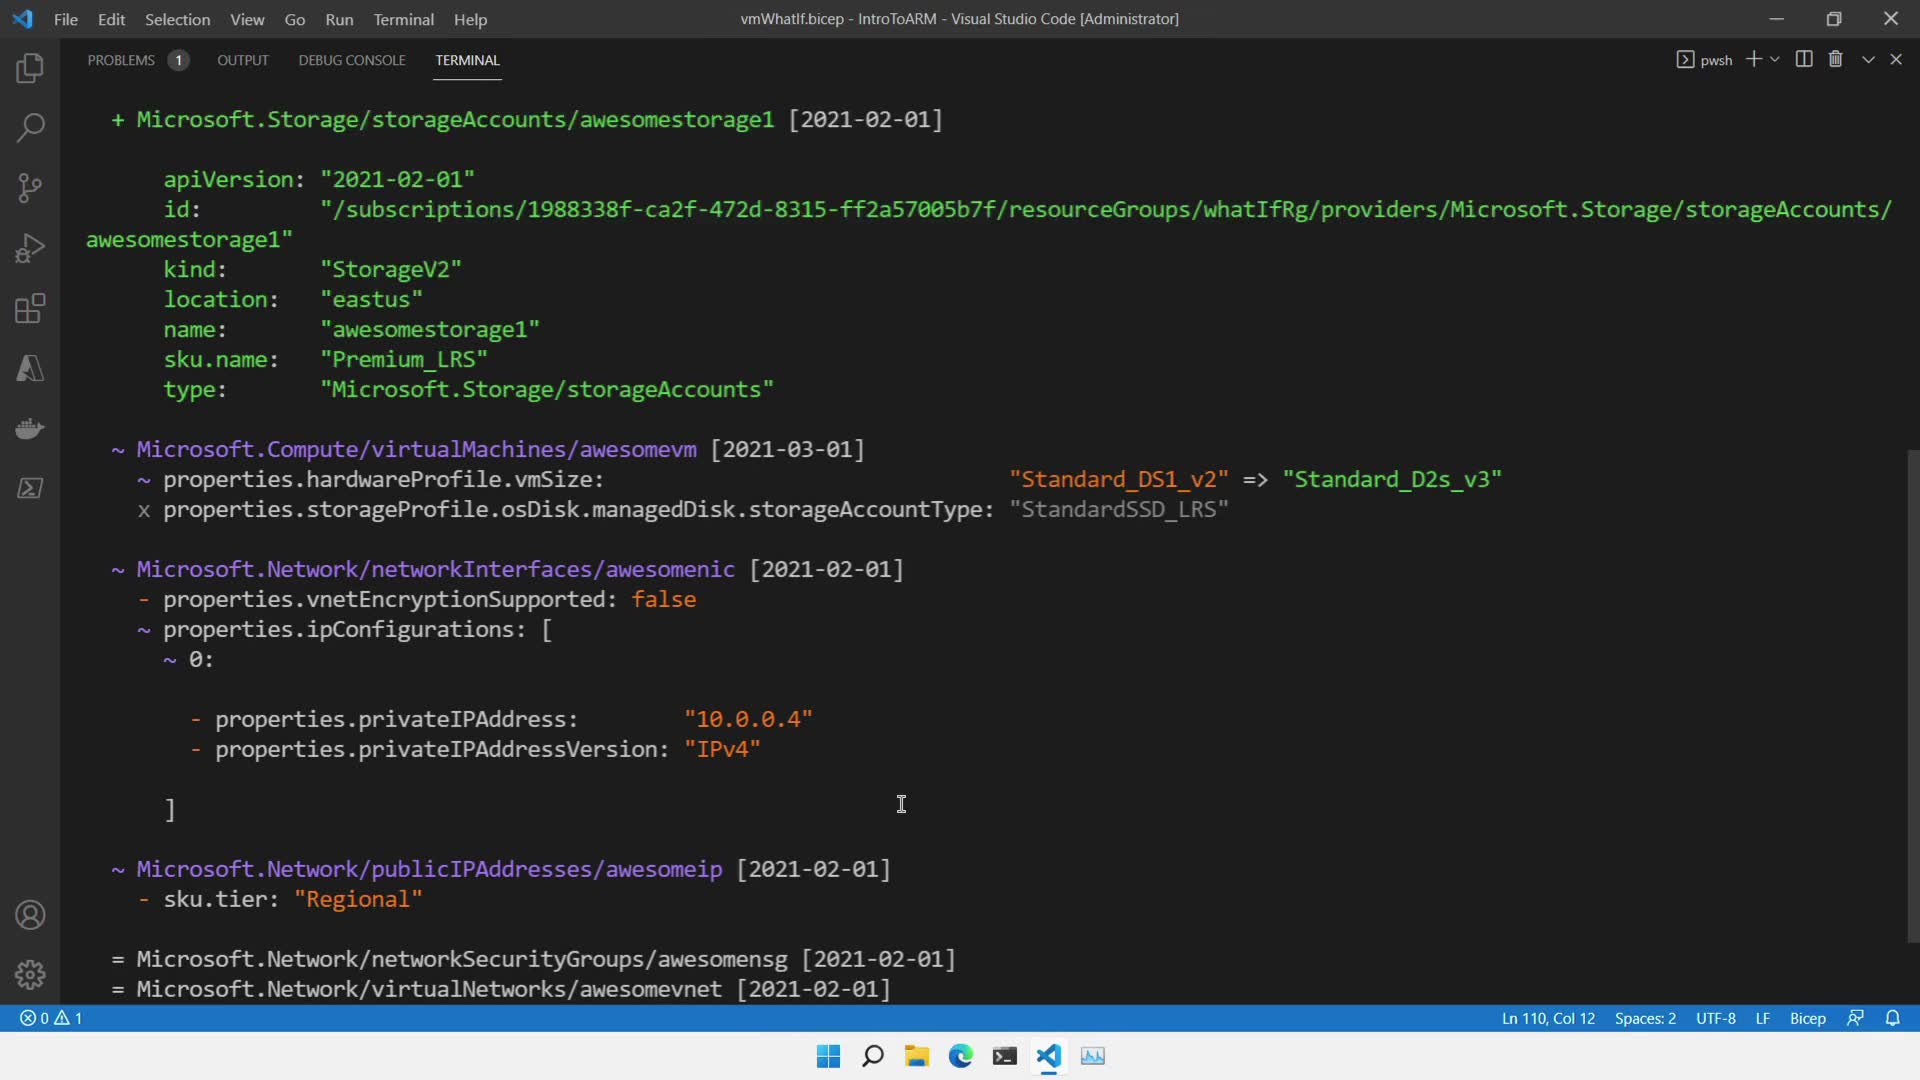 File Edit Selection View Go Run Terminal Help
vmWhatIf.bicep - IntroToARM - Visual Studio Code [Administrator]
PROBLEMS 1 OUTPUT DEBUG CONSOLE TERMINAL
pwsh
+ Microsoft.Storage/storageAccounts/awesomestorage1 [2021-02-01]
apiVersion: "2021-02-01"
id: "/subscriptions/1988338f-ca2f-472d-8315-ff2a57005b7f/resourceGroups/whatIfRg/providers/Microsoft.Storage/storageAccounts/
awesomestorage1"
kind: "StorageV2"
location: "eastus"
name: "awesomestorage1"
sku.name: "Premium_LRS"
type: "Microsoft.Storage/storageAccounts"
~ Microsoft.Compute/virtualMachines/awesomevm [2021-03-01]
~ properties.hardwareProfile.vmSize: "Standard_DS1_v2" => "Standard_D2s_v3"
x properties.storageProfile.osDisk.managedDisk.storageAccountType: "StandardSSD_LRS"
~ Microsoft.Network/networkInterfaces/awesomenic [2021-02-01]
- properties.vnetEncryptionSupported: false
~ properties.ipConfigurations: [
~ 0:
- properties.privateIPAddress: "10.0.0.4"
- properties.privateIPAddressVersion: "IPv4"
]
~ Microsoft.Network/publicIPAddresses/awesomeip [2021-02-01]
- sku.tier: "Regional"
= Microsoft.Network/networkSecurityGroups/awesomensg [2021-02-01]
= Microsoft.Network/virtualNetworks/awesomevnet [2021-02-01]
0 1
Ln 110, Col 12 Spaces: 2 UTF-8 LF Bicep